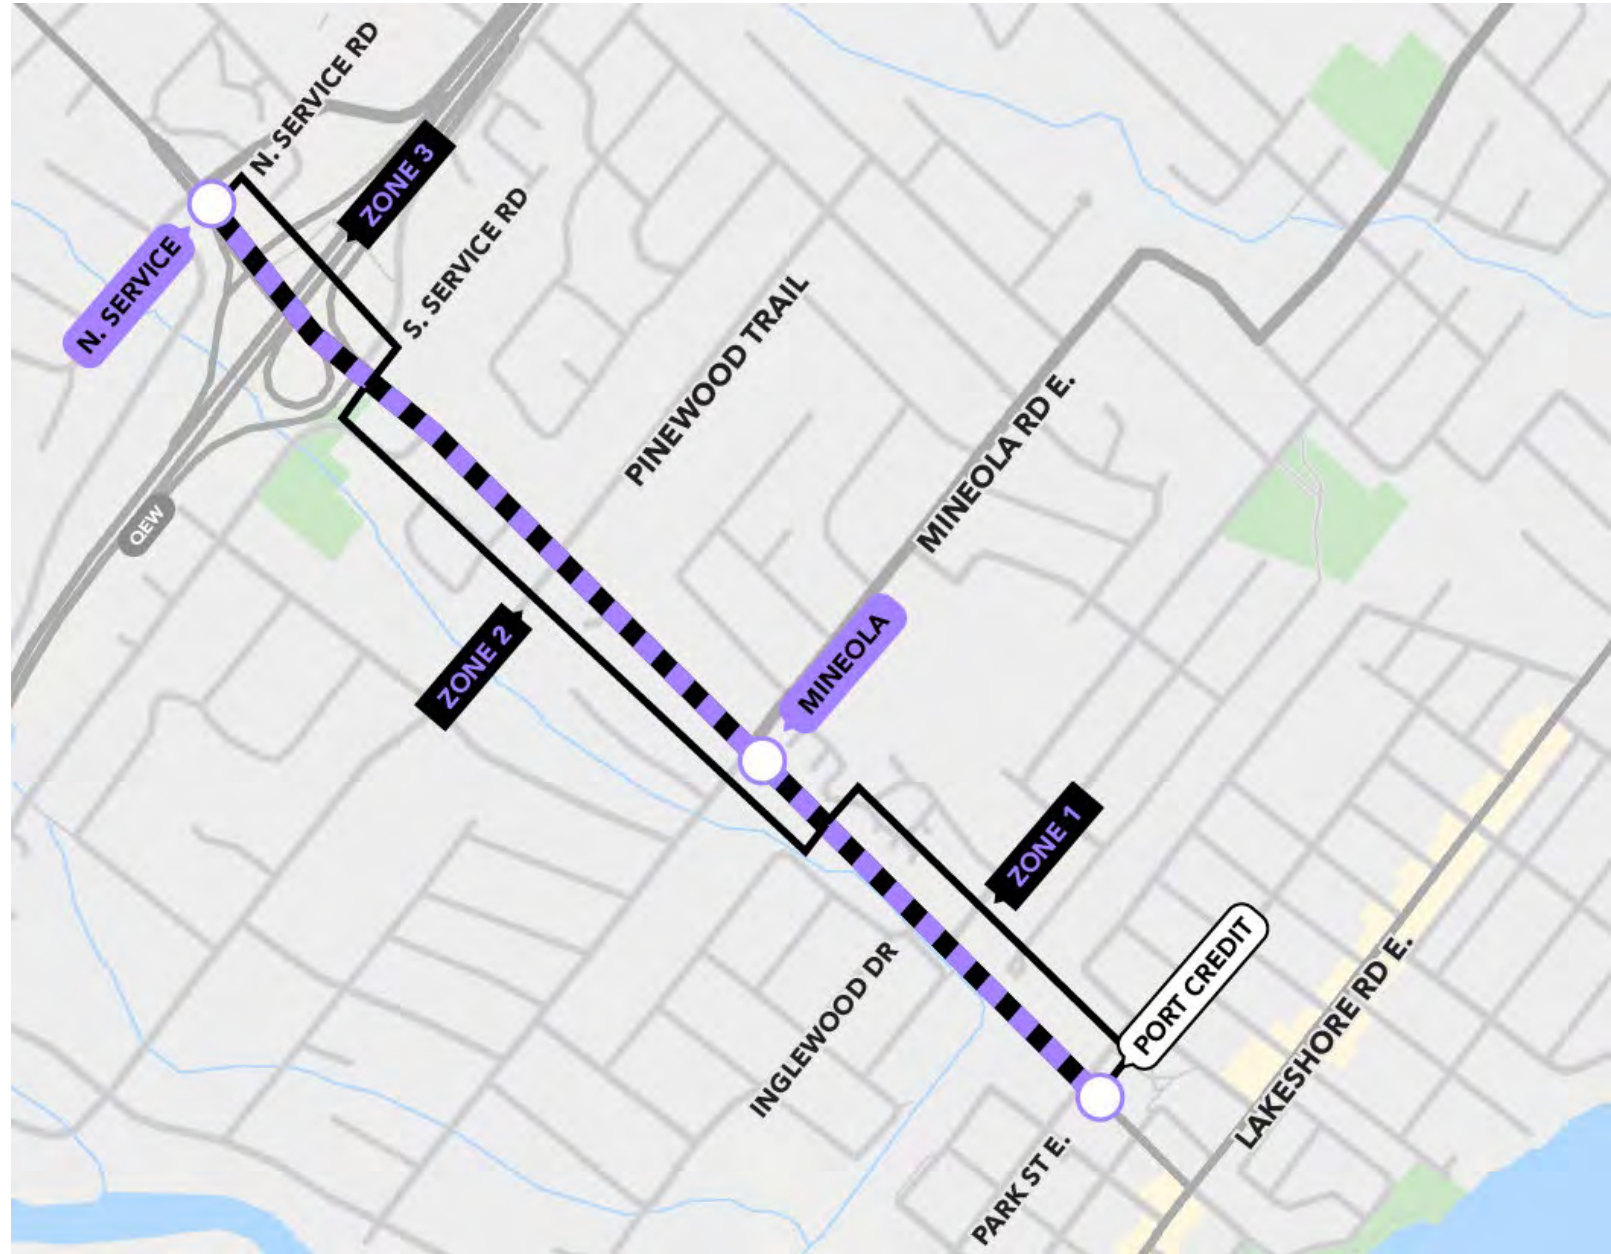 N. SERVICE RD
ZONE 3
S. SERVICE RD
N. SERVICE
PINEWOOD TRAIL
MINEOLA RD E.
QEW
ZONE 2
MINEOLA
ZONE 1
PORT CREDIT
INGLEWOOD DR
LAKESHORE RD E.
PARK ST E.